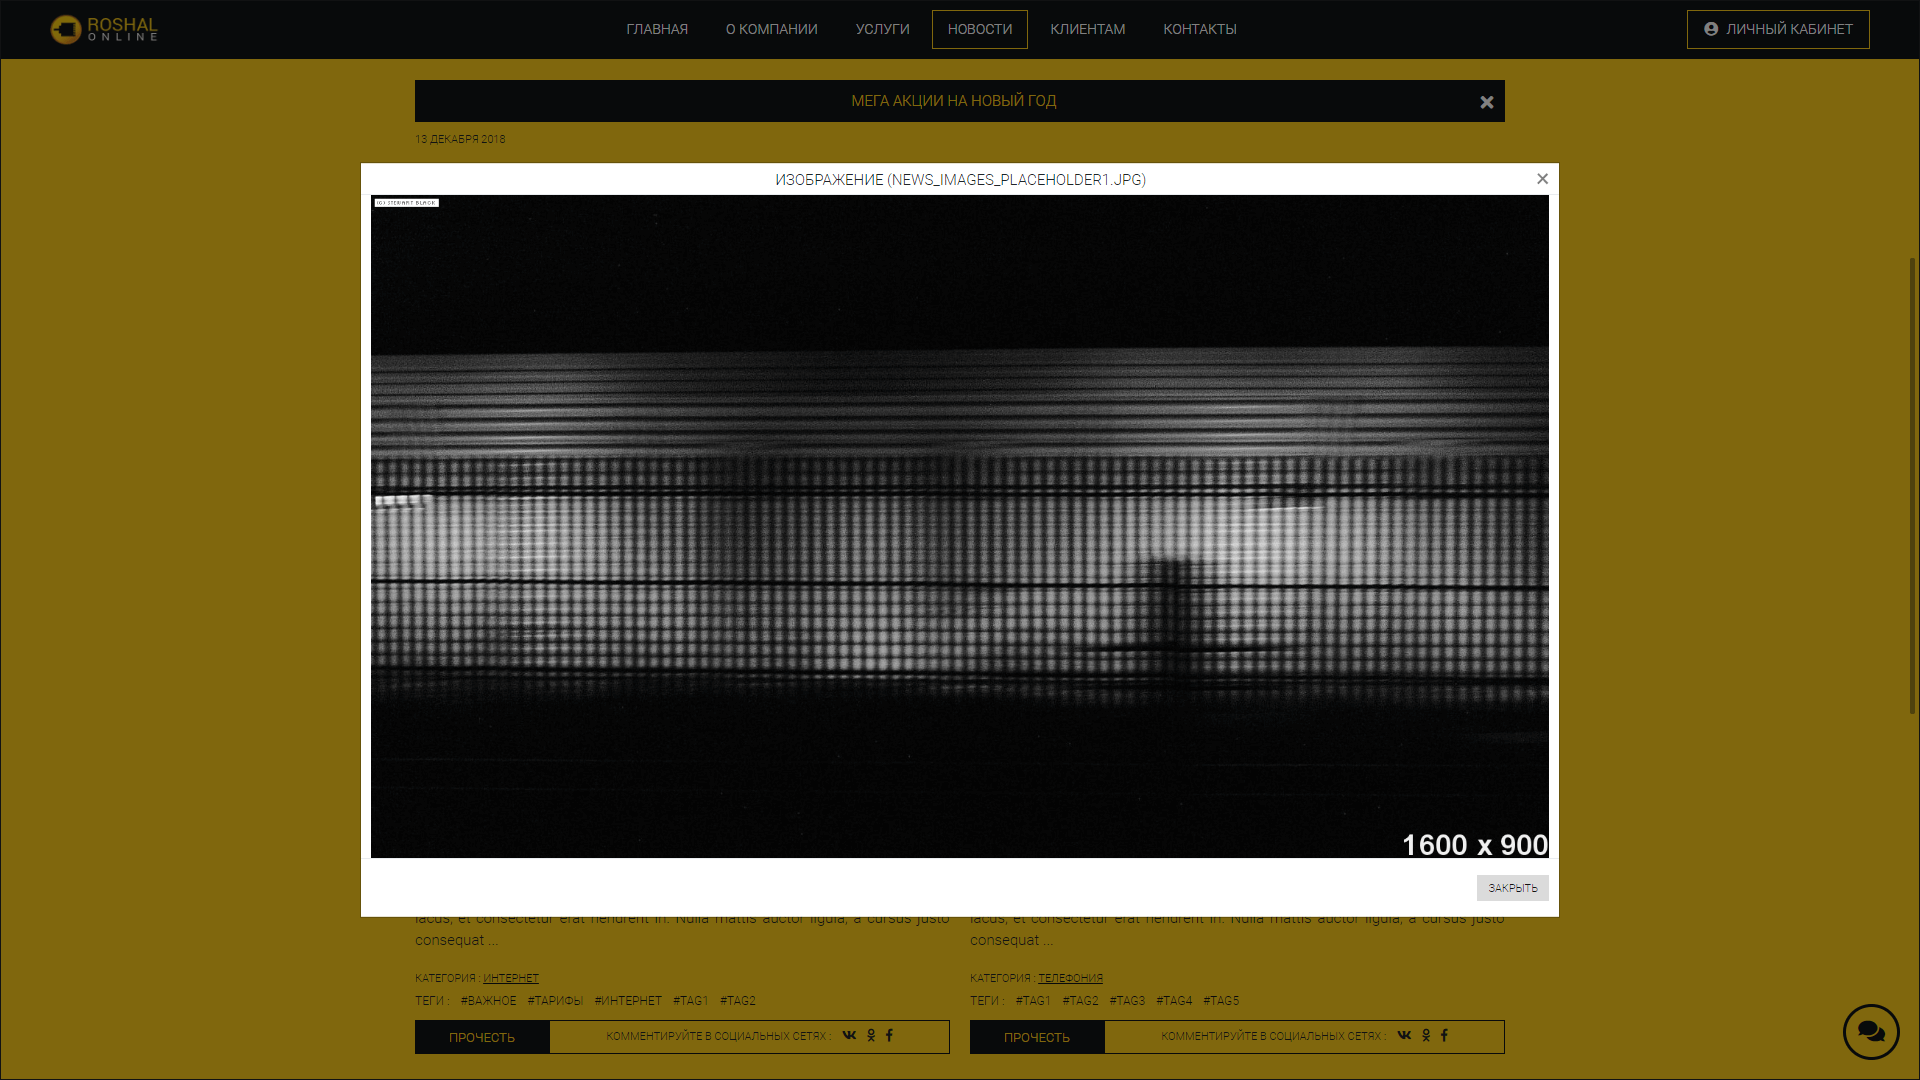 ROSHAL
ONLINE
ГЛАВНАЯ
О КОМПАНИИ
УСЛУГИ
НОВОСТИ
КЛИЕНТАМ
КОНТАКТЫ
ЛИЧНЫЙ КАБИНЕТ
МЕГА АКЦИИ НА НОВЫЙ ГОД
13 ДЕКАБРЯ 2018
ИЗОБРАЖЕНИЕ (NEWS_IMAGES_PLACEHOLDER1.JPG)
(C) STEWART BLACK
1600 x 900
ЗАКРЫТЬ
lacus, et consectetur erat hendrerit in. Nulla mattis auctor ligula, a cursus justo
consequat ...
КАТЕГОРИЯ : ИНТЕРНЕТ
ТЕГИ : #ВАЖНОЕ #ТАРИФЫ #ИНТЕРНЕТ #TAG1 #TAG2
ПРОЧЕСТЬ
КОММЕНТИРУЙТЕ В СОЦИАЛЬНЫХ СЕТЯХ :
lacus, et consectetur erat hendrerit in. Nulla mattis auctor ligula, a cursus justo
consequat ...
КАТЕГОРИЯ : ТЕЛЕФОНИЯ
ТЕГИ : #TAG1 #TAG2 #TAG3 #TAG4 #TAG5
ПРОЧЕСТЬ
КОММЕНТИРУЙТЕ В СОЦИАЛЬНЫХ СЕТЯХ :